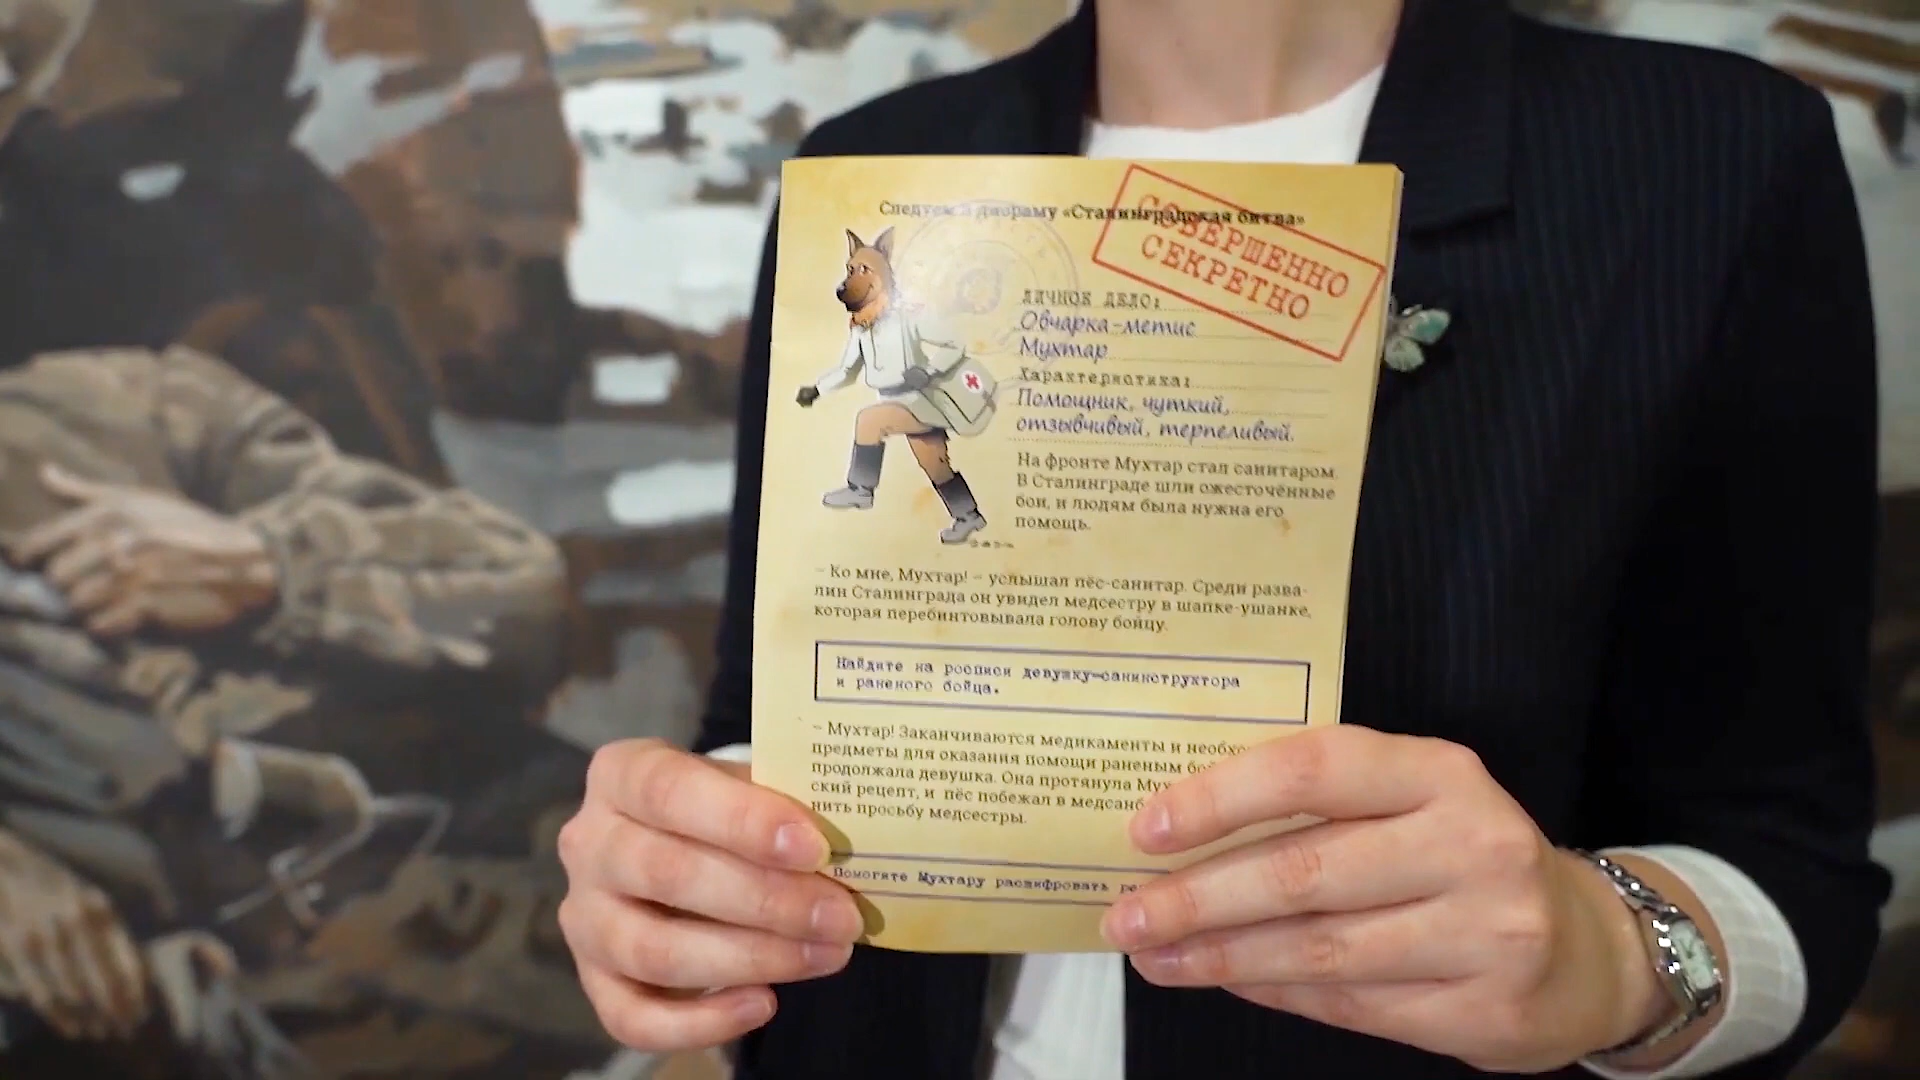 Следуем в диораму «Сталинградская битва»
СОВЕРШЕННО
СЕКРЕТНО
ЛИЧНОЕ ДЕЛО:
Овчарка-метис
Мухтар
Характеристика:
Помощник, чуткий,
отзывчивый, терпеливый.
На фронте Мухтар стал санитаром.
В Сталинграде шли ожесточённые
бои, и людям была нужна его
помощь.
– Ко мне, Мухтар! – услышал пёс-санитар. Среди разва-
лин Сталинграда он увидел медсестру в шапке-ушанке,
которая перебинтовывала голову бойцу.
Найдите на росписи девушку-санинструктора
и раненого бойца.
– Мухтар! Заканчиваются медикаменты и
предметы для оказания помощи раненым
продолжала девушка. Она протянула
ский рецепт, и пёс побежал в
нить просьбу медсестры.
Помогите Мухтару расшифровать